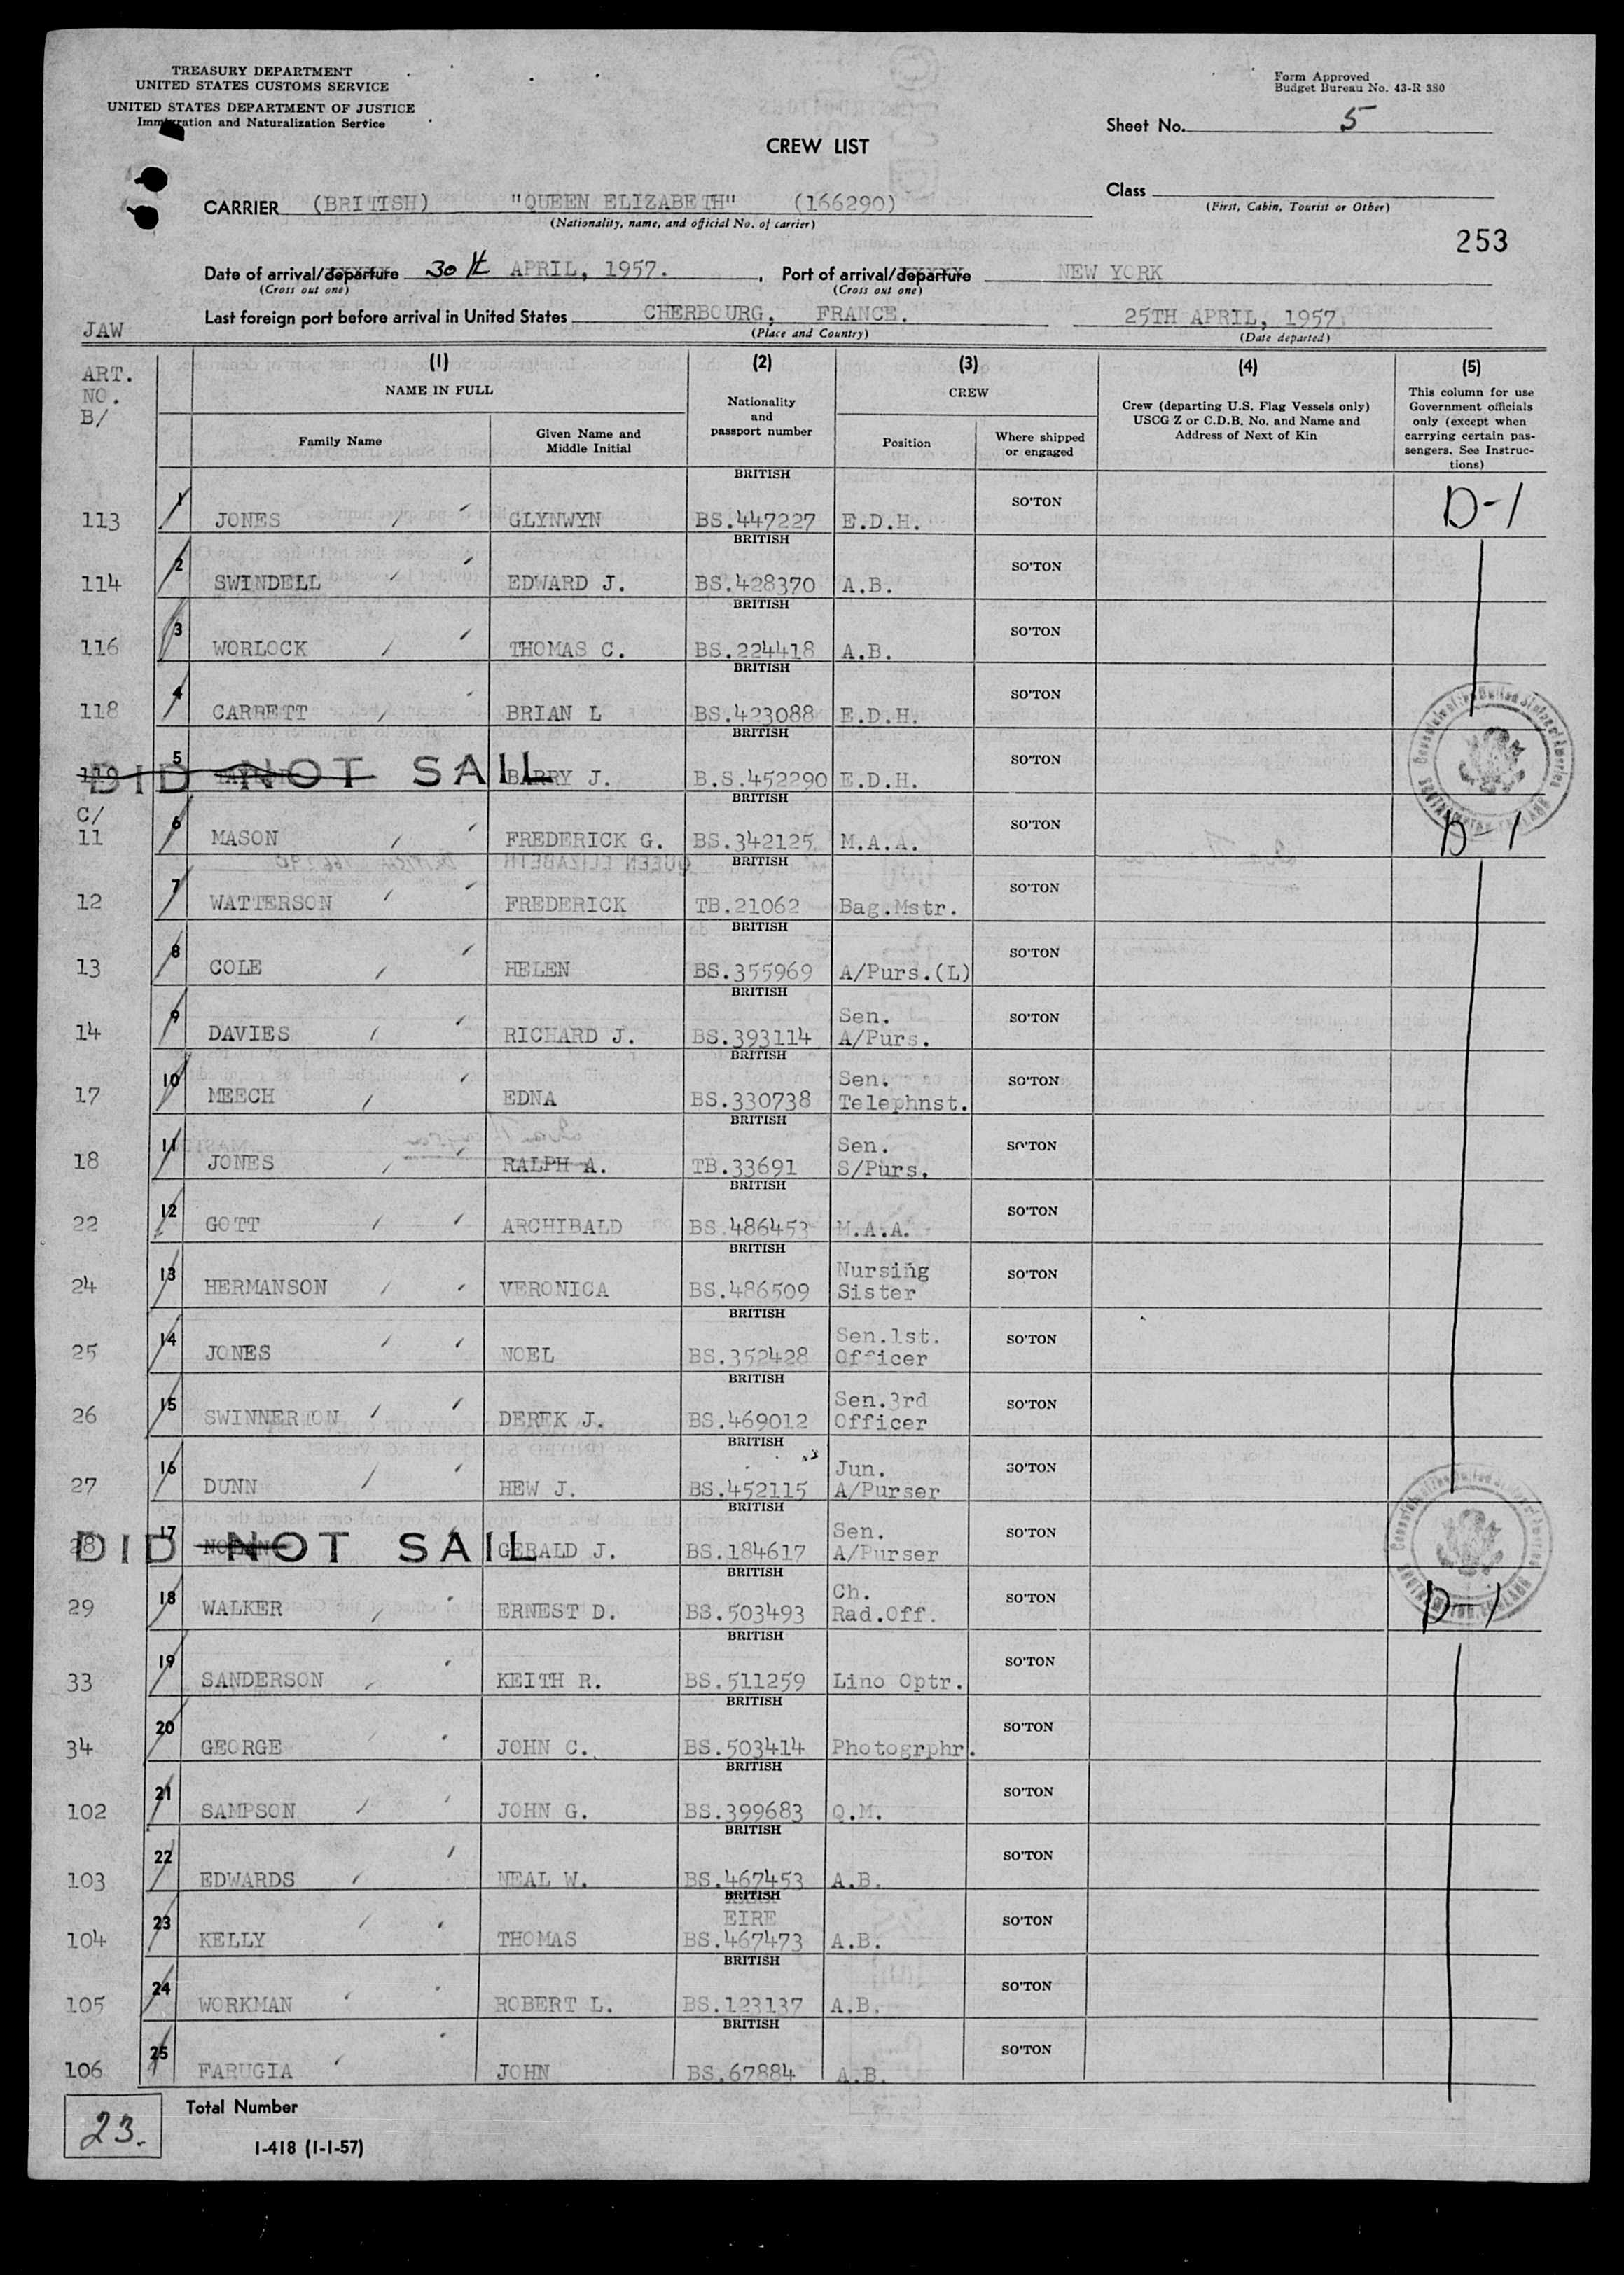 TREASURY DEPARTMENT
UNITED STATES CUSTOMS SERVICE
UNITED STATES DEPARTMENT OF JUSTICE
Immigration and Naturalization Service
Form Approved
Budget Bureau No. 43-R 380
Sheet No. 5
CREW LIST
Class
(First, Cabin, Tourist or Other)
CARRIER (BRITISH) "QUEEN ELIZABETH" (166290)
(Nationality, name, and official No. of carrier)
253
Date of arrival/departure 30th APRIL, 1957. , Port of arrival/departure NEW YORK
(Cross out one) (Cross out one)
Last foreign port before arrival in United States CHERBOURG, FRANCE. 25TH APRIL, 1957.
(Place and Country) (Date departed)
JAW
ART. NO. B/
(1) (2) (3) (4) (5)
NAME IN FULL
Family Name
Given Name and Middle Initial
Nationality and passport number
CREW
Position
Where shipped or engaged
Crew (departing U.S. Flag Vessels only)
USCG Z or C.D.B. No. and Name and
Address of Next of Kin
This column for use
Government officials
only (except when
carrying certain pas-
sengers. See Instruc-
tions)
113 1 JONES GLYNWYN BRITISH BS.447227 E.D.H. SO'TON D-1
114 2 SWINDELL EDWARD J. BRITISH BS.428370 A.B. SO'TON
116 3 WORLOCK THOMAS C. BRITISH BS.224418 A.B. SO'TON
118 4 CARRETT BRIAN L BRITISH BS.423088 E.D.H. SO'TON
119 5 DID NOT SAIL BARRY J. BRITISH B.S.452290 E.D.H. SO'TON
C/
11 6 MASON FREDERICK G. BRITISH BS.342125 M.A.A. SO'TON D-1
12 7 WATTERSON FREDERICK BRITISH TB.21062 Bag.Mstr. SO'TON
13 8 COLE HELEN BRITISH BS.355969 A/Purs.(L) SO'TON
14 9 DAVIES RICHARD J. BRITISH BS.393114 Sen. A/Purs. SO'TON
17 10 MEECH EDNA BRITISH BS.330738 Sen. Telephnst. SO'TON
18 11 JONES RALPH A. BRITISH TB.33691 Sen. S/Purs. SO'TON
22 12 GOTT ARCHIBALD BRITISH BS.486453 M.A.A. SO'TON
24 13 HERMANSON VERONICA BRITISH BS.486509 Nursing Sister SO'TON
25 14 JONES NOEL BRITISH BS.352428 Sen.1st. Officer SO'TON
26 15 SWINNERTON DEREK J. BRITISH BS.469012 Sen.3rd Officer SO'TON
27 16 DUNN HEW J. BRITISH BS.452115 Jun. A/Purser SO'TON
28 17 DID NOT SAIL GERALD J. BRITISH BS.184617 Sen. A/Purser SO'TON
29 18 WALKER ERNEST D. BRITISH BS.503493 Ch. Rad.Off. SO'TON D-1
33 19 SANDERSON KEITH R. BRITISH BS.511259 Lino Optr. SO'TON
34 20 GEORGE JOHN C. BRITISH BS.503414 Photogrphr. SO'TON
102 21 SAMPSON JOHN G. BRITISH BS.399683 Q.M. SO'TON
103 22 EDWARDS NEAL W. BRITISH BS.467453 A.B. SO'TON
104 23 KELLY THOMAS BRITISH EIRE BS.467473 A.B. SO'TON
105 24 WORKMAN ROBERT L. BRITISH BS.123137 A.B. SO'TON
106 25 FARUGIA JOHN BRITISH BS.67884 A.B. SO'TON
23. Total Number
I-418 (1-1-57)